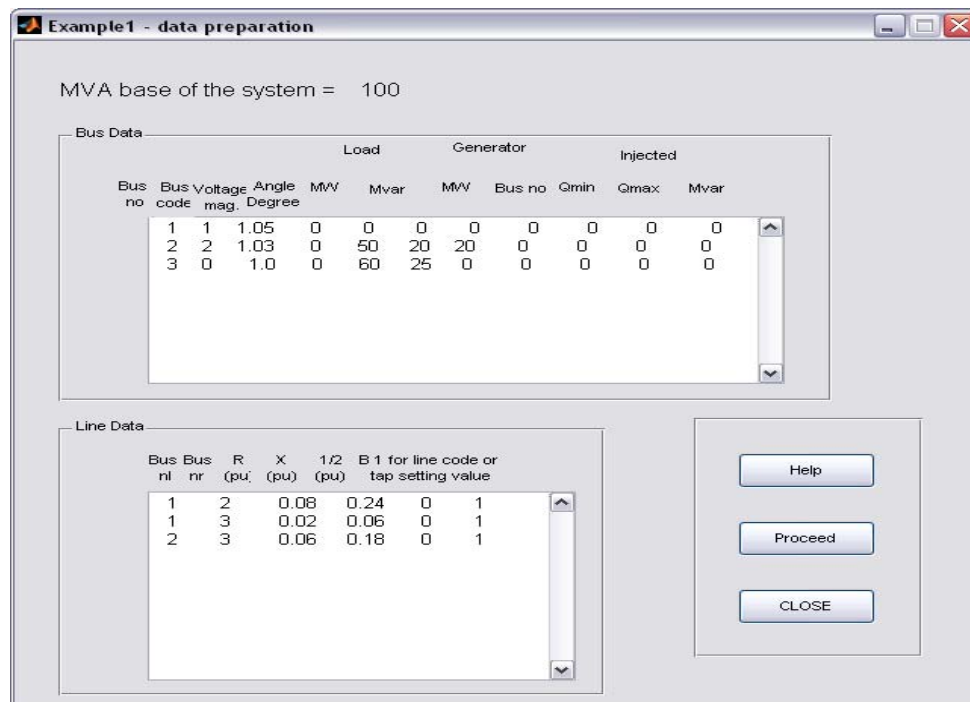 Example1 - data preparation
MVA base of the system = 100
Bus Data
Load Generator Injected
Bus no Bus code Voltage mag. Angle Degree MW Mvar MW Bus no Qmin Qmax Mvar
1 1 1.05 0 0 0 0 0 0 0 0
2 2 1.03 0 50 20 20 0 0 0 0
3 0 1.0 0 60 25 0 0 0 0 0
Line Data
Bus Bus R X 1/2 B 1 for line code or
nl nr (pu) (pu) (pu) tap setting value
1 2 0.08 0.24 0 1
1 3 0.02 0.06 0 1
2 3 0.06 0.18 0 1
Help
Proceed
CLOSE